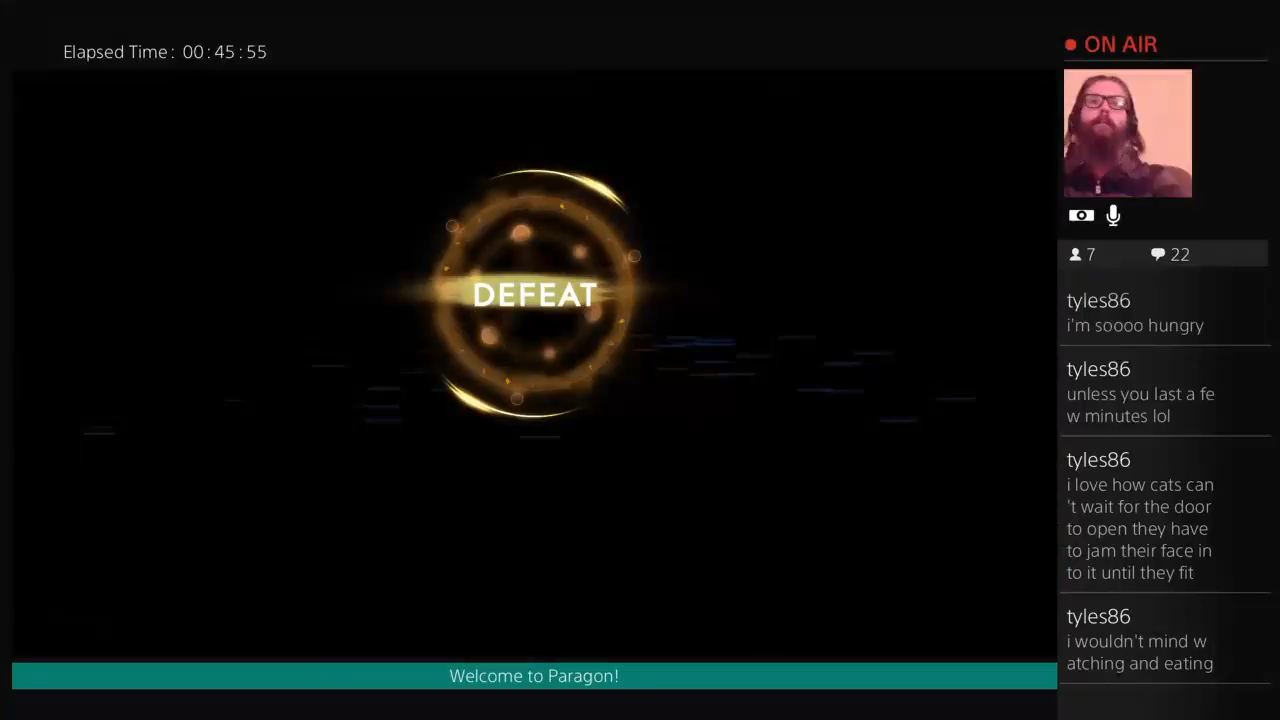 Elapsed Time: 00:45:55
ON AIR
7 22
tyles86
i'm soooo hungry
tyles86
unless you last a fe
w minutes lol
DEFEAT
tyles86
i love how cats can
't wait for the door
to open they have
to jam their face in
to it until they fit
tyles86
i wouldn't mind w
atching and eating
Welcome to Paragon!